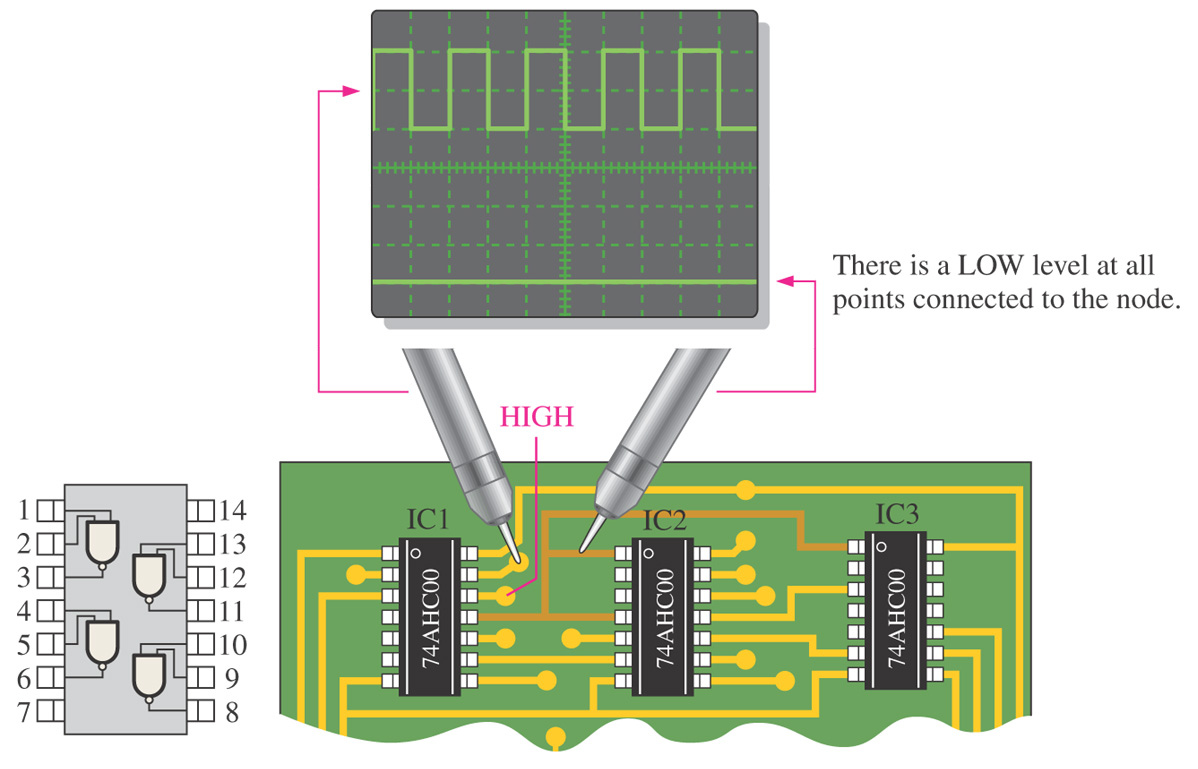 There is a LOW level at all
points connected to the node.
HIGH
IC1
IC2
IC3
74AHC00
74AHC00
74AHC00
1
14
2
13
3
12
4
11
5
10
6
9
7
8